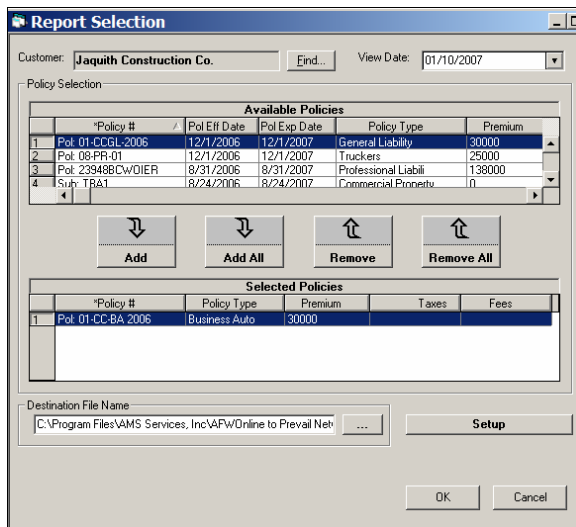 Report Selection
Customer: Jaquith Construction Co. Find... View Date: 01/10/2007
Policy Selection
Available Policies
*Policy # Pol Eff Date Pol Exp Date Policy Type Premium
1 Pol: 01-CCGL-2006 12/1/2006 12/1/2007 General Liability 30000
2 Pol: 08-PR-01 12/1/2006 12/1/2007 Truckers 25000
3 Pol: 23948BCWOIER 8/31/2006 8/31/2007 Professional Liabili 138000
4 Sub: TBA1 8/24/2006 8/24/2007 Commercial Property 0
Add Add All Remove Remove All
Selected Policies
*Policy # Policy Type Premium Taxes Fees
1 Pol: 01-CC-BA 2006 Business Auto 30000
Destination File Name
C:\Program Files\AMS Services, Inc\AFWOnline to Prevail Net ... Setup
OK Cancel